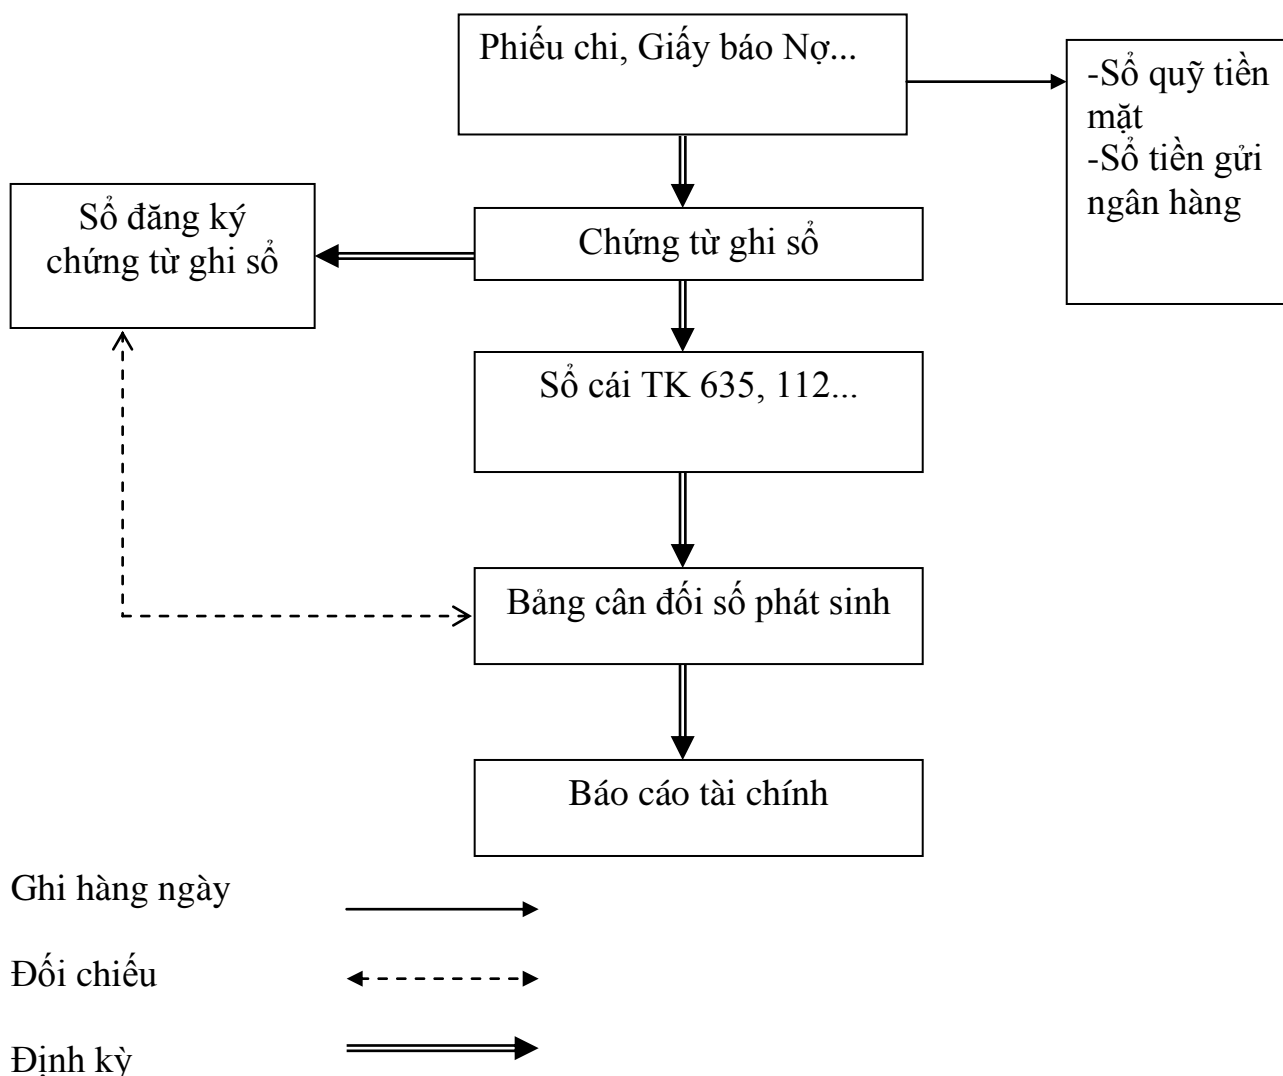 Phiếu chi, Giấy báo Nợ...
-Sổ quỹ tiền
mặt
-Sổ tiền gửi
ngân hàng
Sổ đăng ký
chứng từ ghi sổ
Chứng từ ghi sổ
Sổ cái TK 635, 112...
Bảng cân đối số phát sinh
Báo cáo tài chính
Ghi hàng ngày
Đối chiếu
Định kỳ